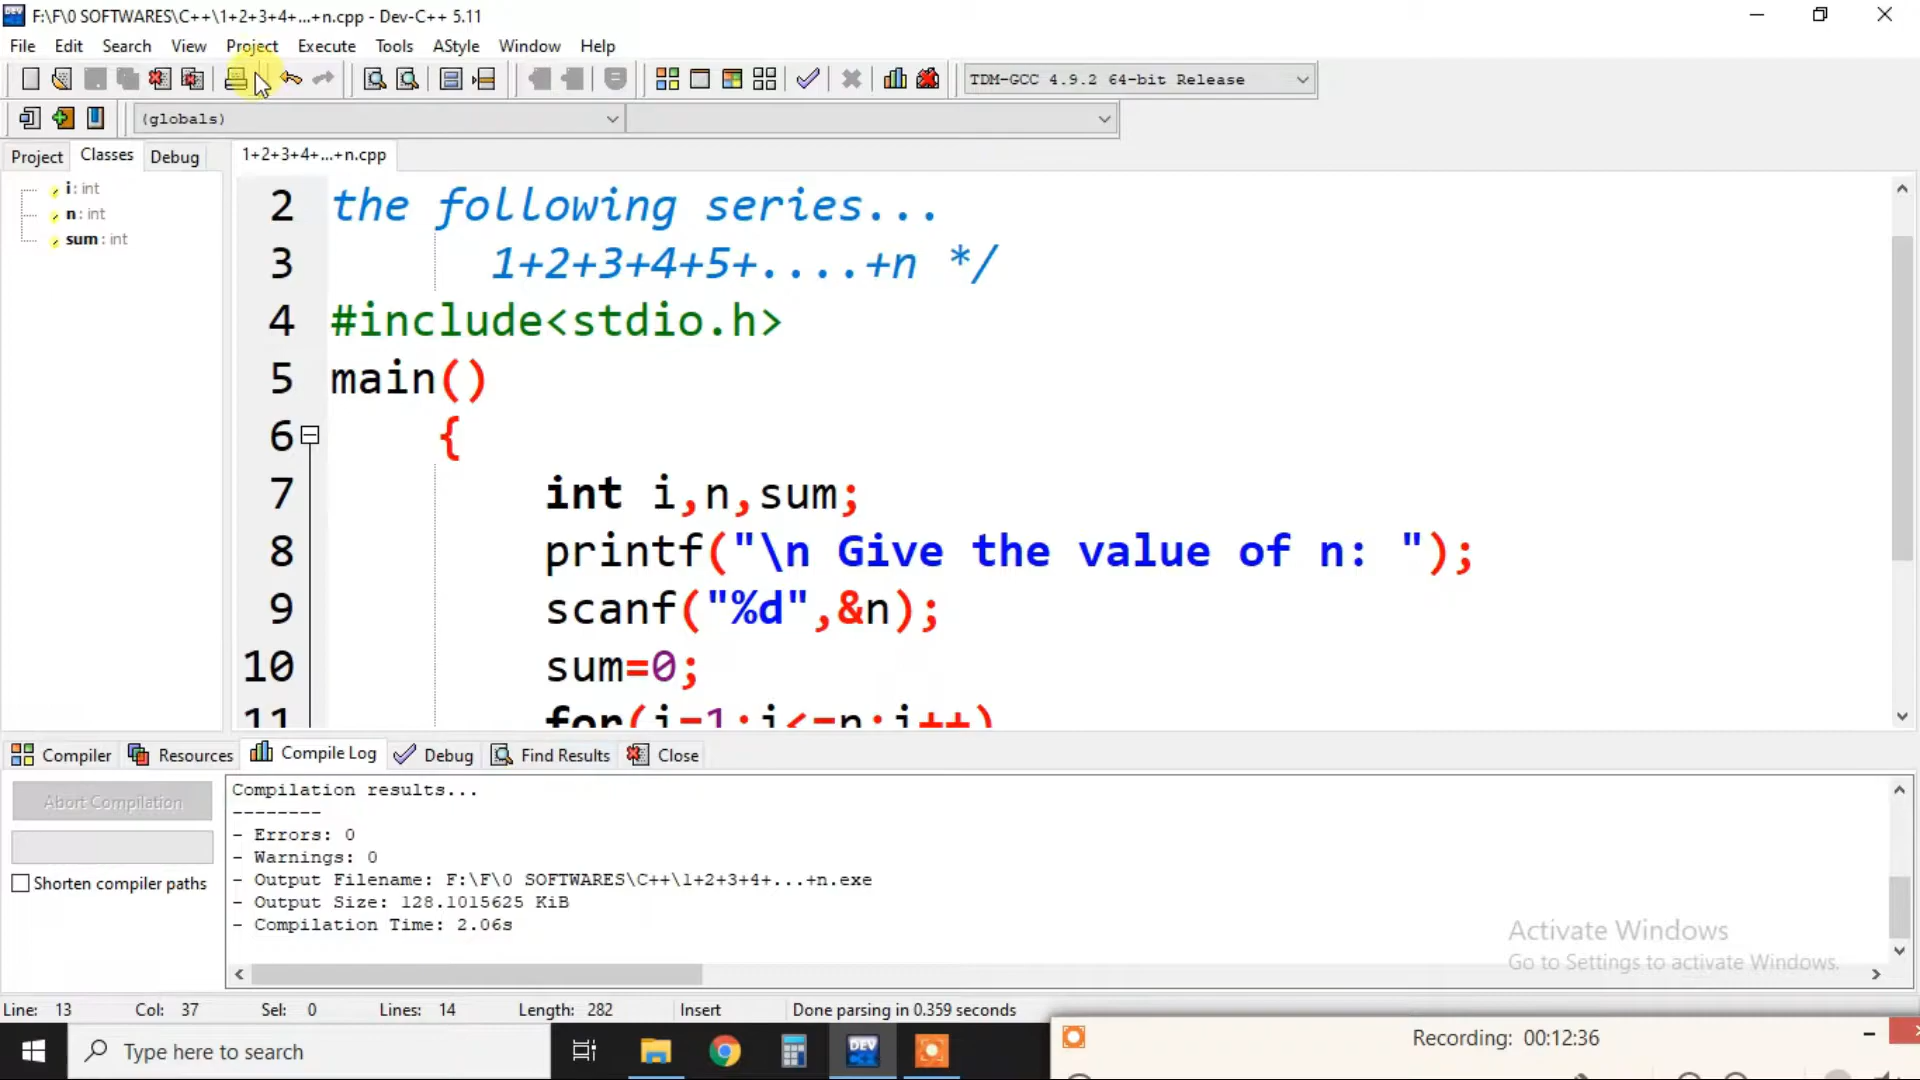 F:\F\0 SOFTWARES\C++\1+2+3+4+...+n.cpp - Dev-C++ 5.11
File Edit Search View Project Execute Tools AStyle Window Help
TDM-GCC 4.9.2 64-bit Release
(globals)
Project Classes Debug
1+2+3+4+...+n.cpp
i : int
n : int
sum : int
2 the following series...
3 1+2+3+4+5+....+n */
4 #include<stdio.h>
5 main()
6 {
7 int i,n,sum;
8 printf("\n Give the value of n: ");
9 scanf("%d",&n);
10 sum=0;
11 for(i=1;i<=n;i++)
Compiler Resources Compile Log Debug Find Results Close
Abort Compilation
Shorten compiler paths
Compilation results...
--------
- Errors: 0
- Warnings: 0
- Output Filename: F:\F\0 SOFTWARES\C++\1+2+3+4+...+n.exe
- Output Size: 128.1015625 KiB
- Compilation Time: 2.06s
Activate Windows
Go to Settings to activate Windows.
Line: 13 Col: 37 Sel: 0 Lines: 14 Length: 282 Insert Done parsing in 0.359 seconds
Type here to search
DEV
Recording: 00:12:36